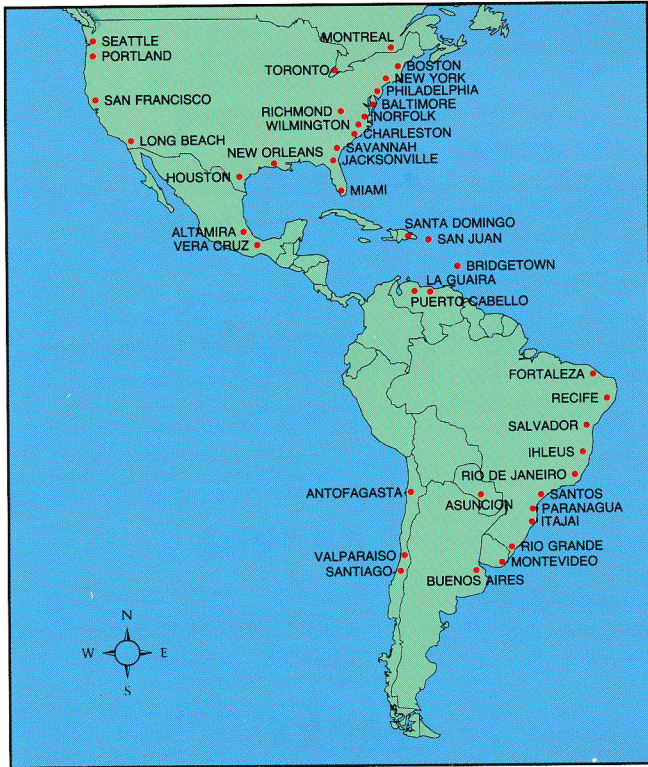 MONTREAL
SEATTLE
PORTLAND
BOSTON
TORONTO
NEW YORK
PHILADELPHIA
SAN FRANCISCO
BALTIMORE
RICHMOND
NORFOLK
WILMINGTON
CHARLESTON
LONG BEACH
SAVANNAH
NEW ORLEANS
JACKSONVILLE
HOUSTON
MIAMI
SANTA DOMINGO
ALTAMIRA
SAN JUAN
VERA CRUZ
BRIDGETOWN
LA GUAIRA
PUERTO CABELLO
FORTALEZA
RECIFE
SALVADOR
IHLEUS
RIO DE JANEIRO
ANTOFAGASTA
SANTOS
ASUNCION
PARANAGUA
ITAJAI
RIO GRANDE
VALPARAISO
MONTEVIDEO
SANTIAGO
BUENOS AIRES
N
W E
S